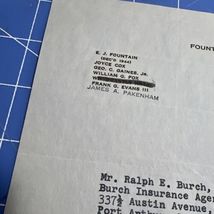 FOUNT
E. J. FOUNTAIN
(DEC'D 1944)
JOYCE COX
GEO. C. GAINES, JR.
WILLIAM G. FOX
FRANK G. EVANS III
JAMES A. PAKENHAM
Mr. Ralph E. Burch,
Burch Insurance Agen
337½ Austin Avenue,
Port Arthur